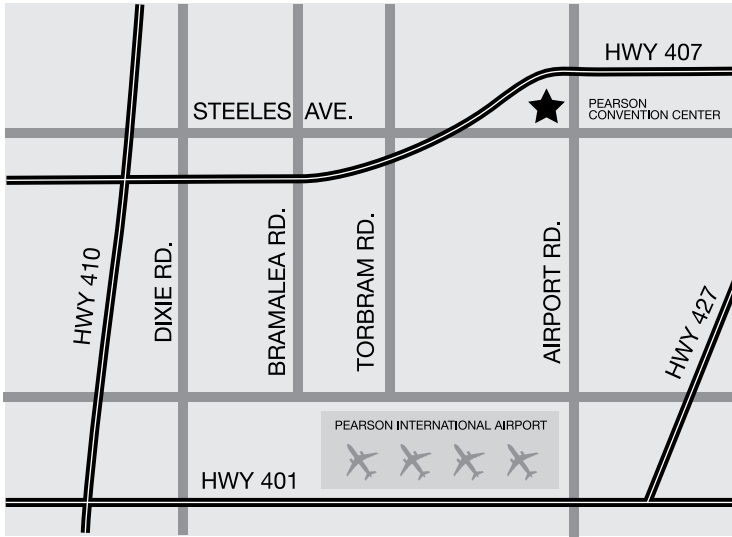 HWY 407
STEELES AVE.
PEARSON
CONVENTION CENTER
HWY 410
DIXIE RD.
BRAMALEA RD.
TORBRAM RD.
AIRPORT RD.
HWY 427
PEARSON INTERNATIONAL AIRPORT
HWY 401